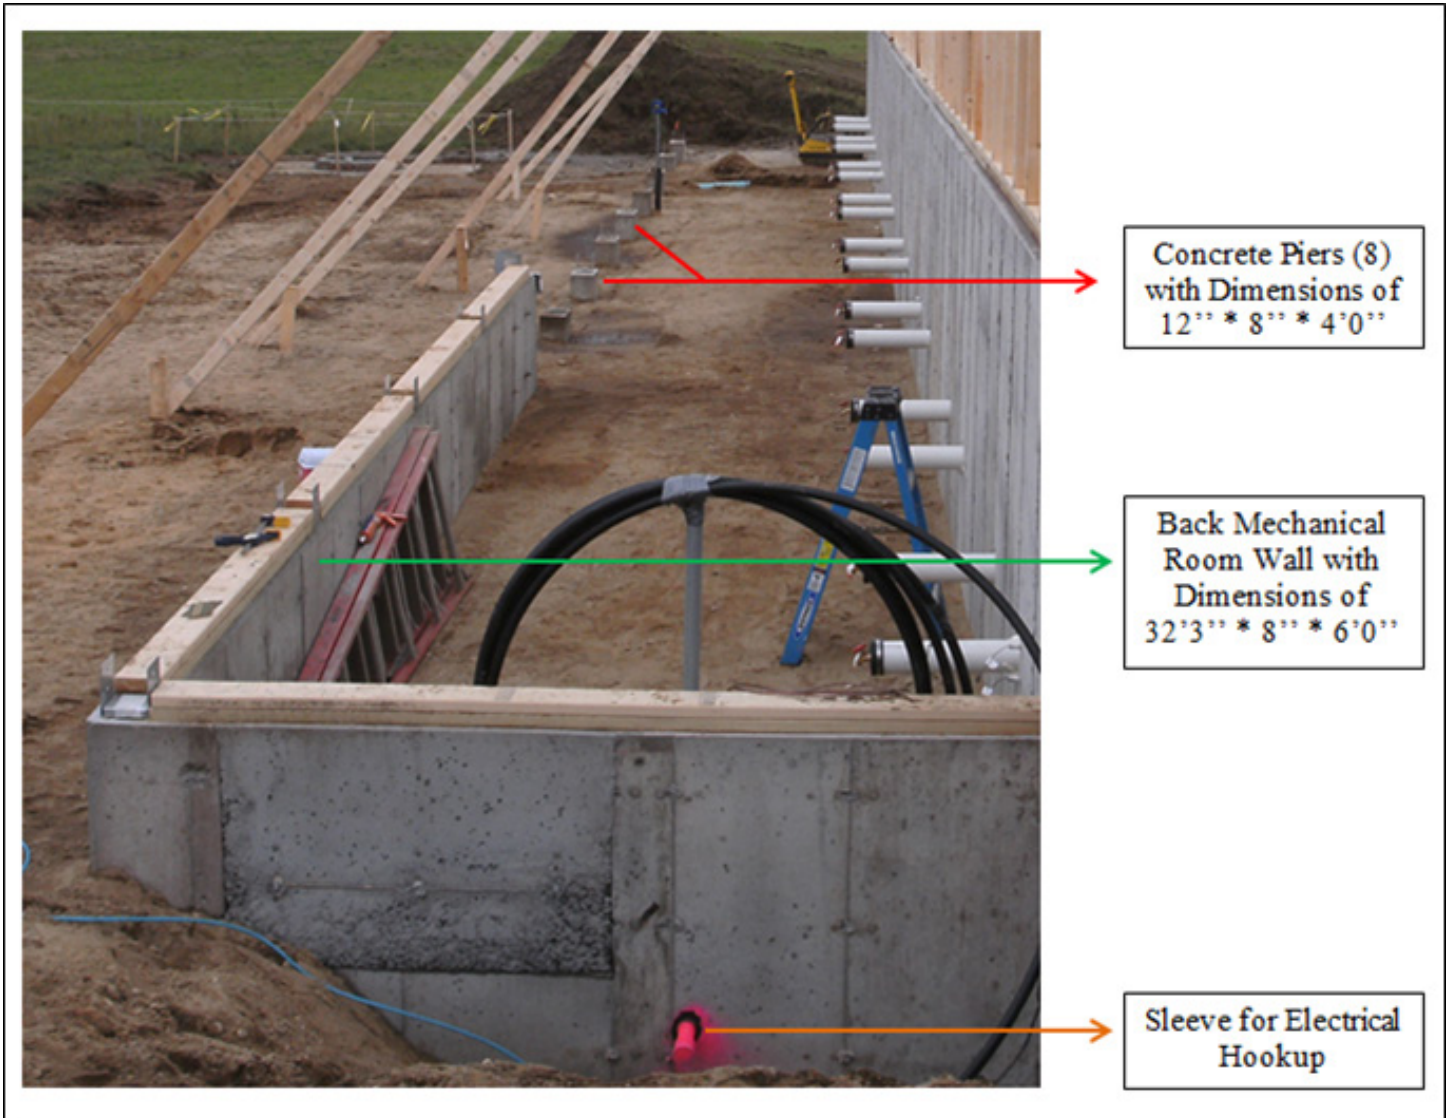 Concrete Piers (8)
with Dimensions of
12’’ * 8’’ * 4’0’’
Back Mechanical
Room Wall with
Dimensions of
32’3’’ * 8’’ * 6’0’’
Sleeve for Electrical
Hookup